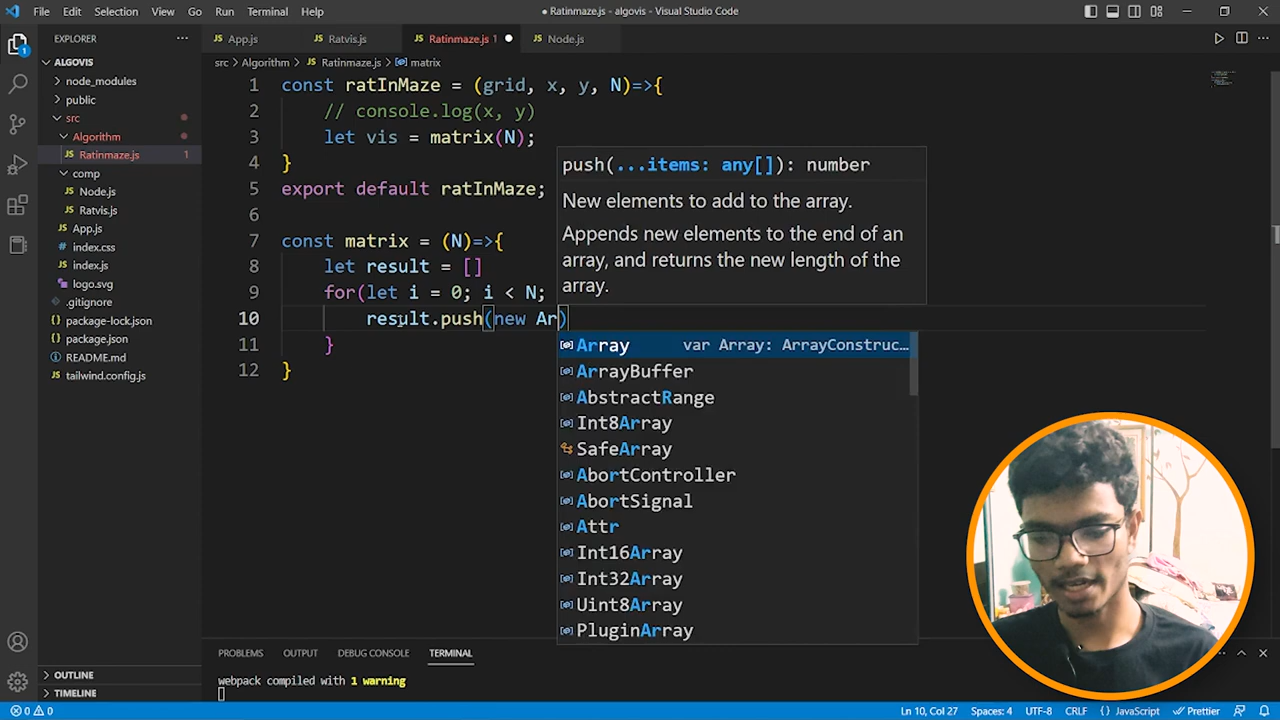 File Edit Selection View Go Run Terminal Help
● Ratinmaze.js - algovis - Visual Studio Code
EXPLORER
App.js Ratvis.js Ratinmaze.js 1 Node.js
ALGOVIS
src > Algorithm > Ratinmaze.js > matrix
node_modules
public
src
Algorithm
Ratinmaze.js 1
comp
Node.js
Ratvis.js
App.js
index.css
index.js
logo.svg
.gitignore
package-lock.json
package.json
README.md
tailwind.config.js
OUTLINE
TIMELINE
1 const ratInMaze = (grid, x, y, N)=>{
2 // console.log(x, y)
3 let vis = matrix(N);
4 }
5 export default ratInMaze;
6
7 const matrix = (N)=>{
8 let result = []
9 for(let i = 0; i < N;
10 result.push(new Ar)
11 }
12 }
push(...items: any[]): number
New elements to add to the array.
Appends new elements to the end of an
array, and returns the new length of the
array.
Array var Array: ArrayConstruc...
ArrayBuffer
AbstractRange
Int8Array
SafeArray
AbortController
AbortSignal
Attr
Int16Array
Int32Array
Uint8Array
PluginArray
PROBLEMS OUTPUT DEBUG CONSOLE TERMINAL
webpack compiled with 1 warning
1
0 0 Ln 10, Col 27 Spaces: 4 UTF-8 CRLF {} JavaScript Prettier